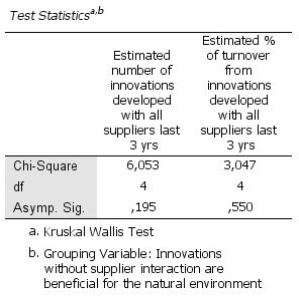 Test Statisticsa,b
Estimated number of innovations developed with all suppliers last 3 yrs
Estimated % of turnover from innovations developed with all suppliers last 3 yrs
Chi-Square 6,053 3,047
df 4 4
Asymp. Sig. ,195 ,550
a. Kruskal Wallis Test
b. Grouping Variable: Innovations
without supplier interaction are
beneficial for the natural environment